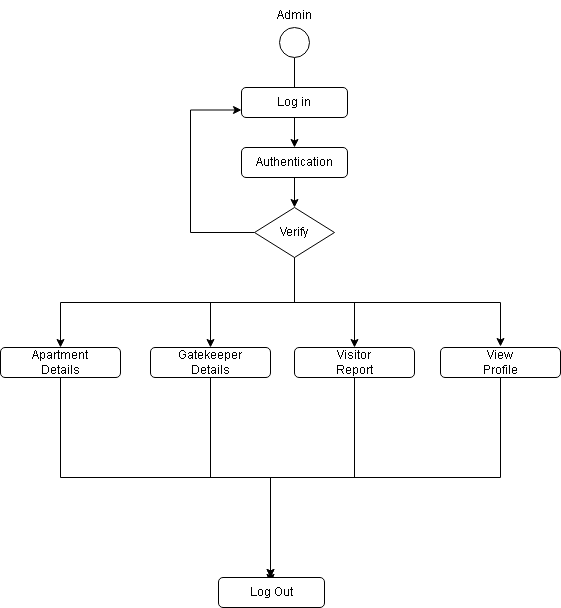 Admin
Log in
Authentication
Verify
Apartment
Details
Gatekeeper
Details
Visitor
Report
View
Profile
Log Out